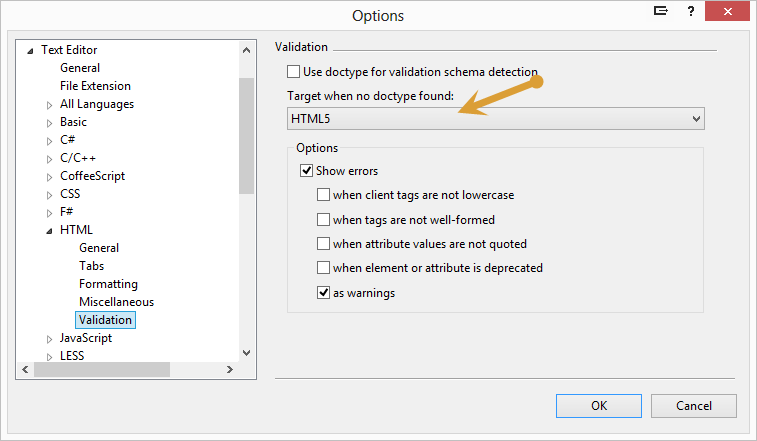 Options
?
Text Editor
General
File Extension
All Languages
Basic
C#
C/C++
CoffeeScript
CSS
F#
HTML
General
Tabs
Formatting
Miscellaneous
Validation
JavaScript
LESS
Validation
Use doctype for validation schema detection
Target when no doctype found:
HTML5
Options
Show errors
when client tags are not lowercase
when tags are not well-formed
when attribute values are not quoted
when element or attribute is deprecated
as warnings
OK
Cancel